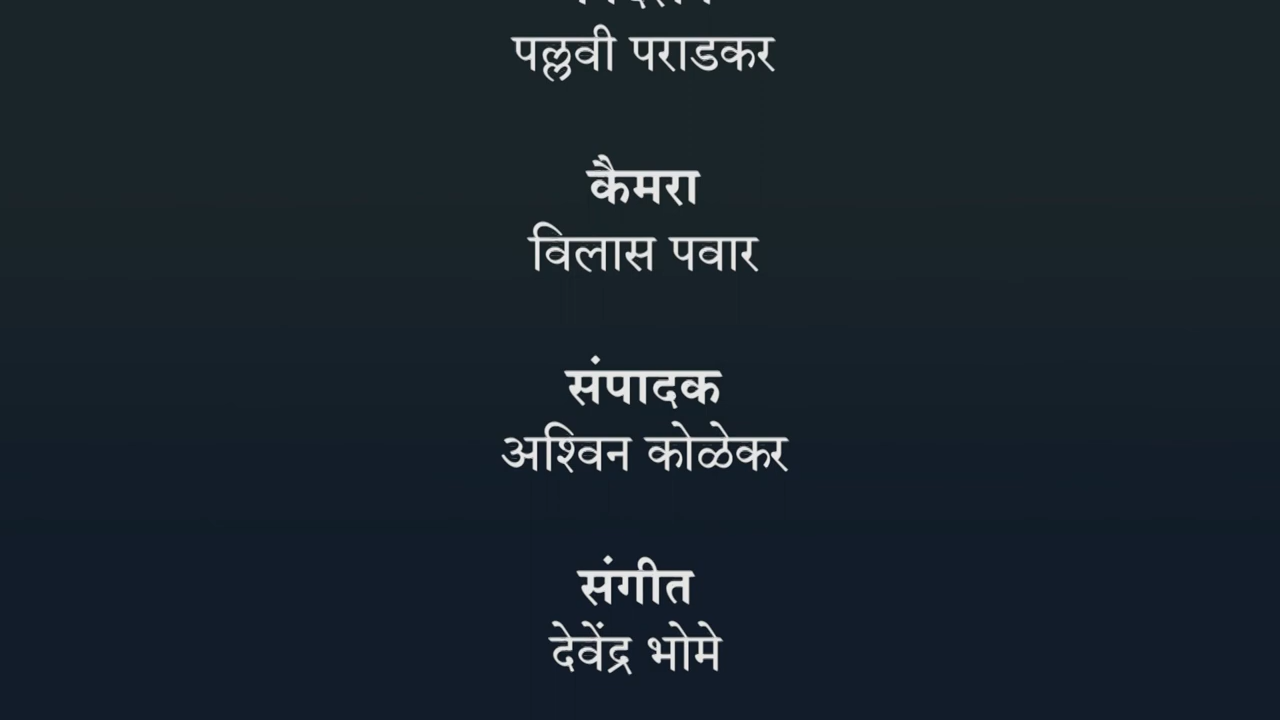 पल्लवी पराडकर
कैमरा
विलास पवार
संपादक
अश्विन कोळेकर
संगीत
देवेंद्र भोमे